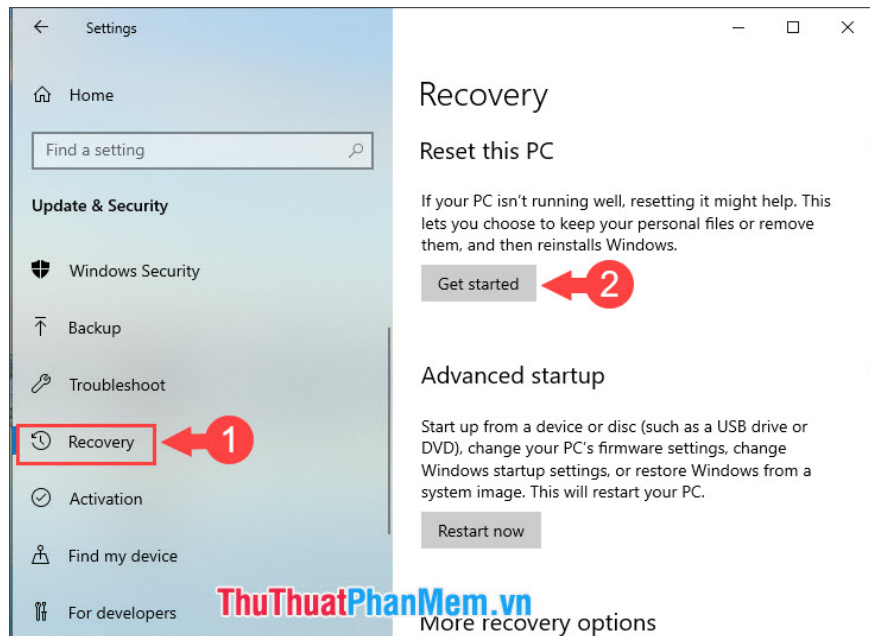 Settings
Home
Find a setting
Update & Security
Windows Security
Backup
Troubleshoot
Recovery
1
Activation
Find my device
For developers
Recovery
Reset this PC
If your PC isn't running well, resetting it might help. This
lets you choose to keep your personal files or remove
them, and then reinstalls Windows.
Get started
2
Advanced startup
Start up from a device or disc (such as a USB drive or
DVD), change your PC's firmware settings, change
Windows startup settings, or restore Windows from a
system image. This will restart your PC.
Restart now
More recovery options
ThuThuatPhanMem.vn